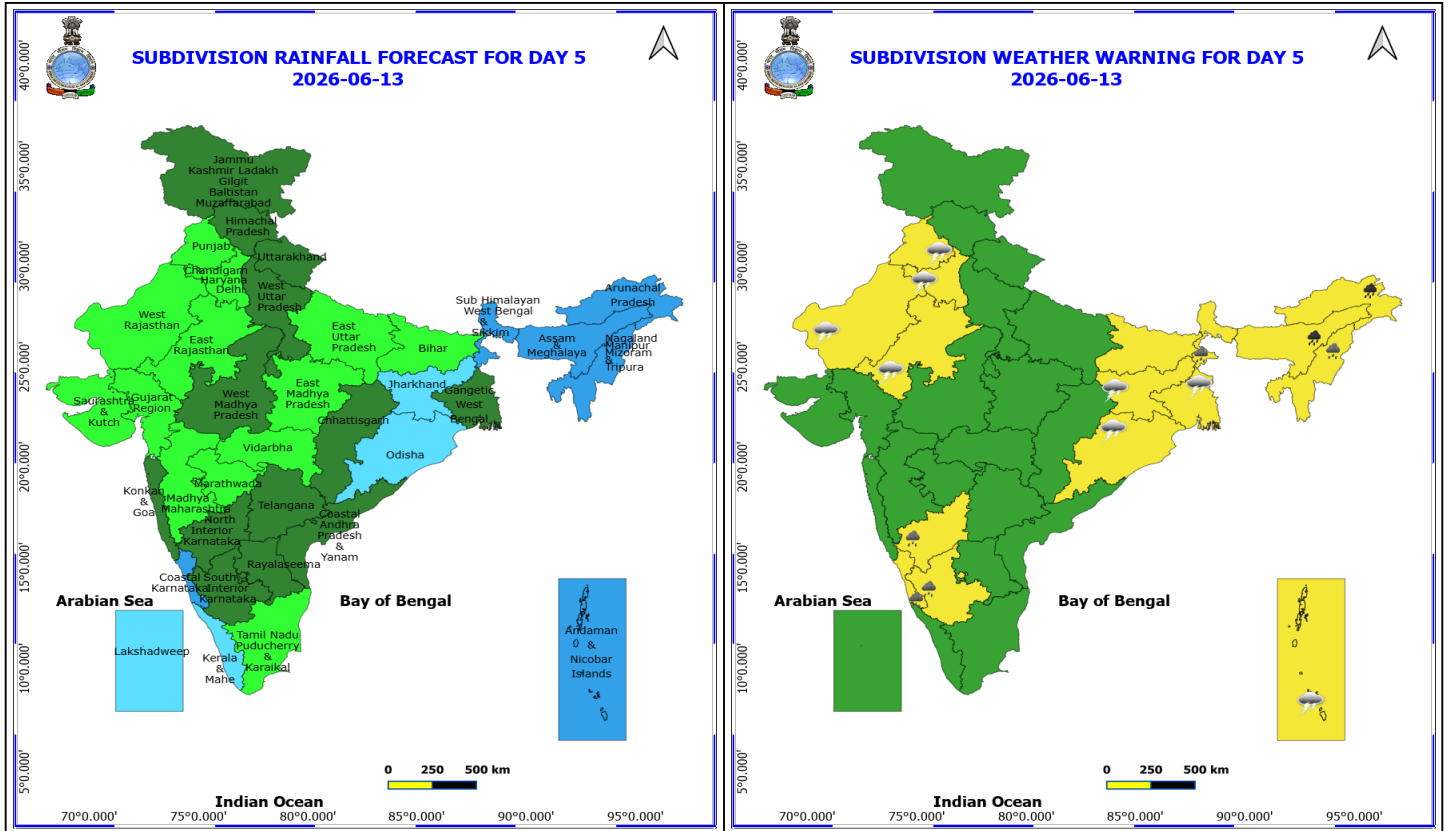 SUBDIVISION RAINFALL FORECAST FOR DAY 5
2026-06-13
40°0.000'
35°0.000'
30°0.000'
25°0.000'
20°0.000'
15°0.000'
10°0.000'
5°0.000'
Jammu
Kashmir Ladakh
Gilgit
Baltistan
Muzaffarabad
Himachal
Pradesh
Punjab
Uttarakhand
Chandigarh
Haryana
Delhi
West
Uttar
Pradesh
West
Rajasthan
East
Rajasthan
East
Uttar
Pradesh
Bihar
Sub Himalayan
West Bengal
&
Sikkim
Arunachal
Pradesh
Assam
&
Meghalaya
Nagaland
Manipur
Mizoram
&
Tripura
Saurashtra
&
Kutch
Gujarat
Region
West
Madhya
Pradesh
East
Madhya
Pradesh
Jharkhand
Gangetic
West
Bengal
Chhattisgarh
Odisha
Vidarbha
Marathwada
Madhya
Maharashtra
Konkan
&
Goa
North
Interior
Karnataka
Telangana
Coastal
Andhra
Pradesh
&
Yanam
Rayalaseema
Coastal
Karnataka
South
Interior
Karnataka
Tamil Nadu
Puducherry
&
Karaikal
Kerala
&
Mahe
Lakshadweep
Andaman
&
Nicobar
Islands
Arabian Sea
Bay of Bengal
0 250 500 km
Indian Ocean
70°0.000' 75°0.000' 80°0.000' 85°0.000' 90°0.000' 95°0.000'
SUBDIVISION WEATHER WARNING FOR DAY 5
2026-06-13
40°0.000'
35°0.000'
30°0.000'
25°0.000'
20°0.000'
15°0.000'
10°0.000'
5°0.000'
Arabian Sea
Bay of Bengal
0 250 500 km
Indian Ocean
70°0.000' 75°0.000' 80°0.000' 85°0.000' 90°0.000' 95°0.000'